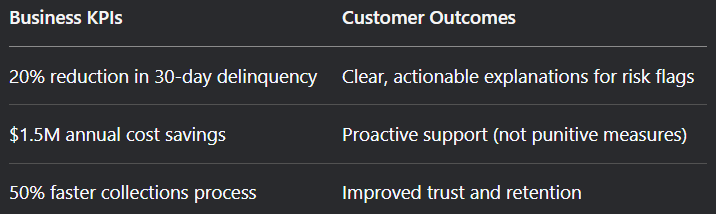 Business KPIs Customer Outcomes
20% reduction in 30-day delinquency Clear, actionable explanations for risk flags
$1.5M annual cost savings Proactive support (not punitive measures)
50% faster collections process Improved trust and retention